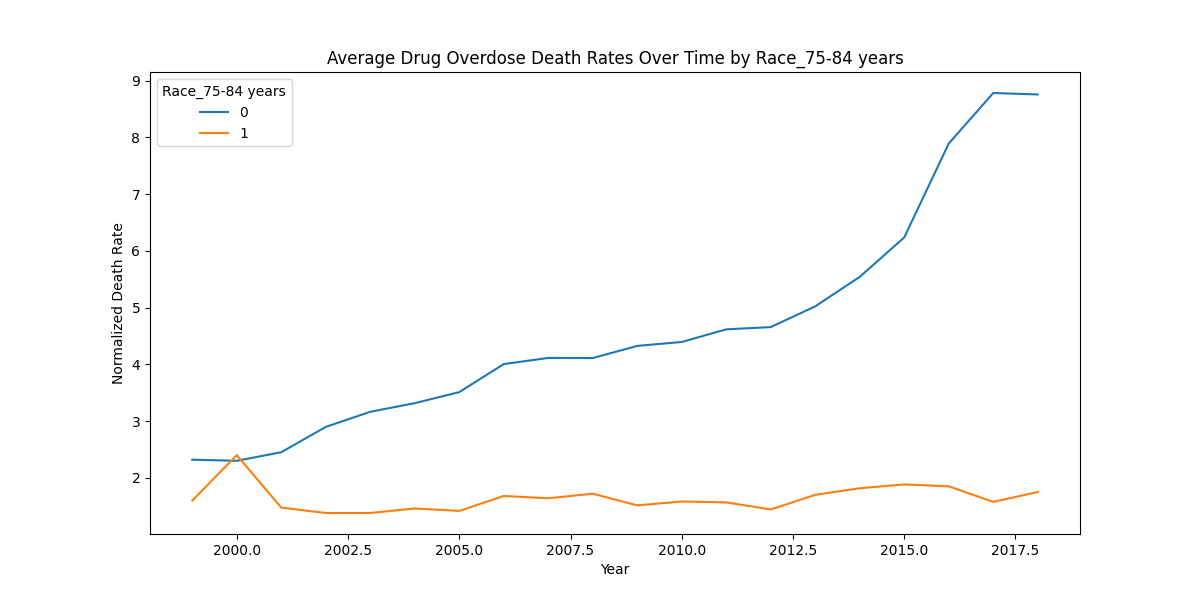 Average Drug Overdose Death Rates Over Time by Race_75-84 years
Race_75-84 years
0
1
9
8
7
6
5
4
3
2
Normalized Death Rate
2000.0 2002.5 2005.0 2007.5 2010.0 2012.5 2015.0 2017.5
Year